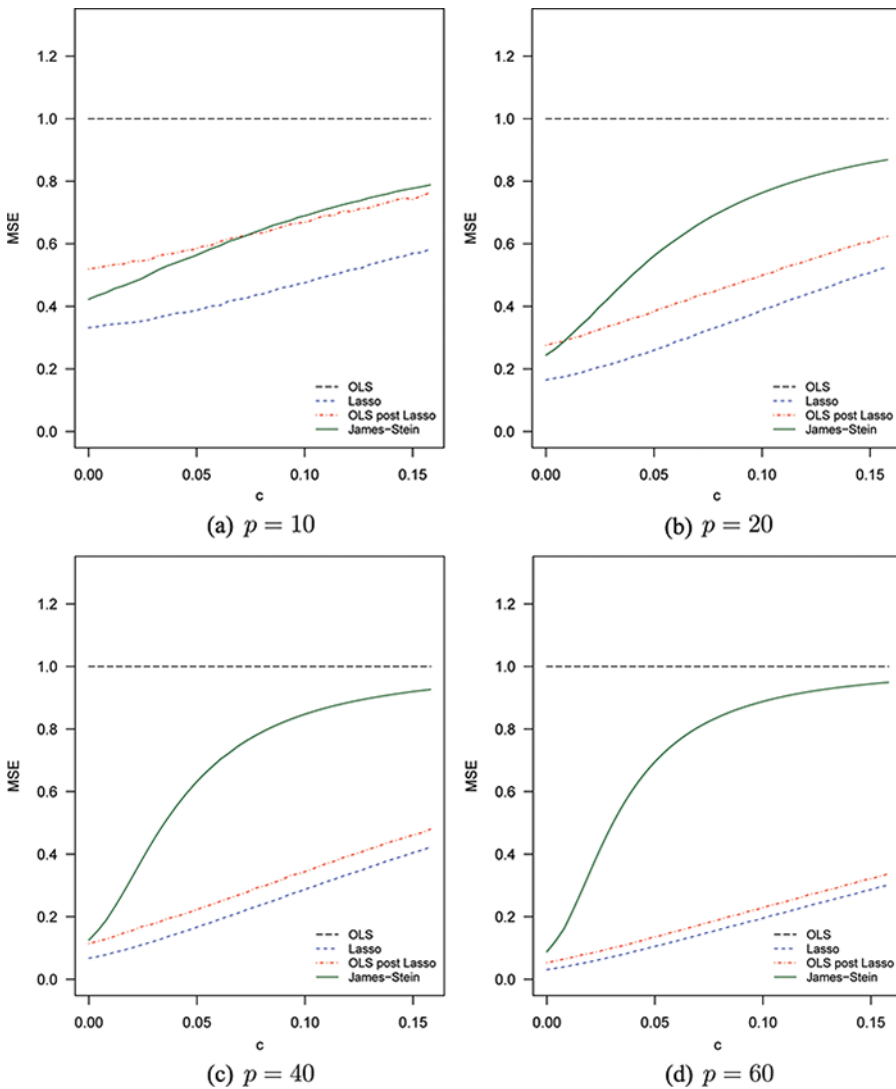 1.2
1.0
0.8
0.6
0.4
0.2
0.0
MSE
OLS
Lasso
OLS post Lasso
James-Stein
0.00 0.05 0.10 0.15
c
(a) p = 10
1.2
1.0
0.8
0.6
0.4
0.2
0.0
MSE
OLS
Lasso
OLS post Lasso
James-Stein
0.00 0.05 0.10 0.15
c
(b) p = 20
1.2
1.0
0.8
0.6
0.4
0.2
0.0
MSE
OLS
Lasso
OLS post Lasso
James-Stein
0.00 0.05 0.10 0.15
c
(c) p = 40
1.2
1.0
0.8
0.6
0.4
0.2
0.0
MSE
OLS
Lasso
OLS post Lasso
James-Stein
0.00 0.05 0.10 0.15
c
(d) p = 60